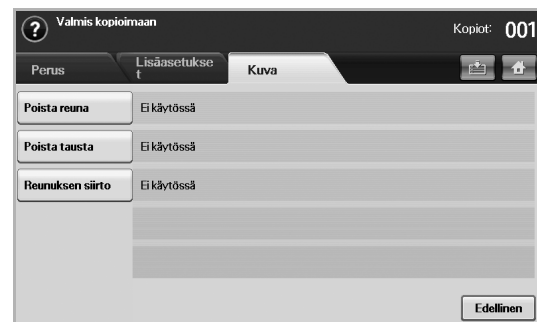 ? Valmis kopioimaan Kopiot: 001
Perus Lisäasetukse
t Kuva
Poista reuna Ei käytössä
Poista tausta Ei käytössä
Reunuksen siirto Ei käytössä
Edellinen